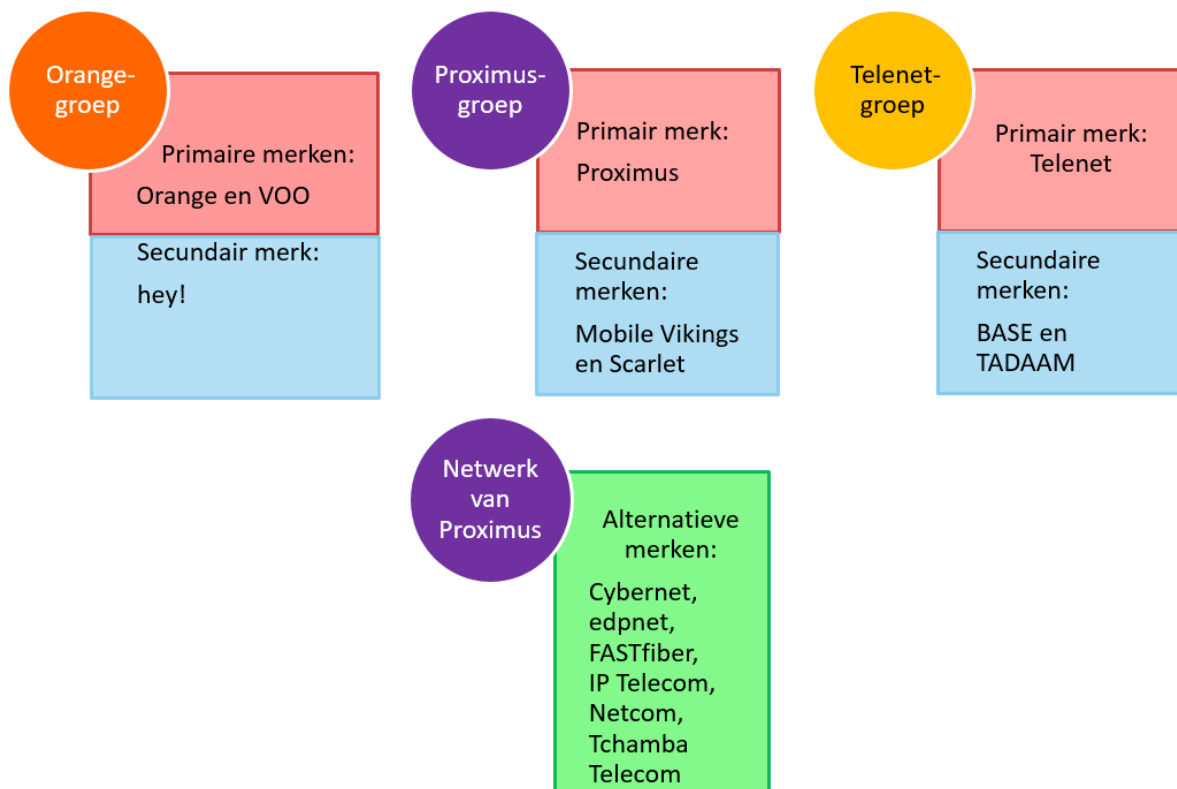 Orange-
groep
Primaire merken:
Orange en VOO
Secundair merk:
hey!
Proximus-
groep
Primair merk:
Proximus
Secundaire
merken:
Mobile Vikings
en Scarlet
Telenet-
groep
Primair merk:
Telenet
Secundaire
merken:
BASE en
TADAAM
Netwerk
van
Proximus
Alternatieve
merken:
Cybernet,
edpnet,
FASTfiber,
IP Telecom,
Netcom,
Tchamba
Telecom